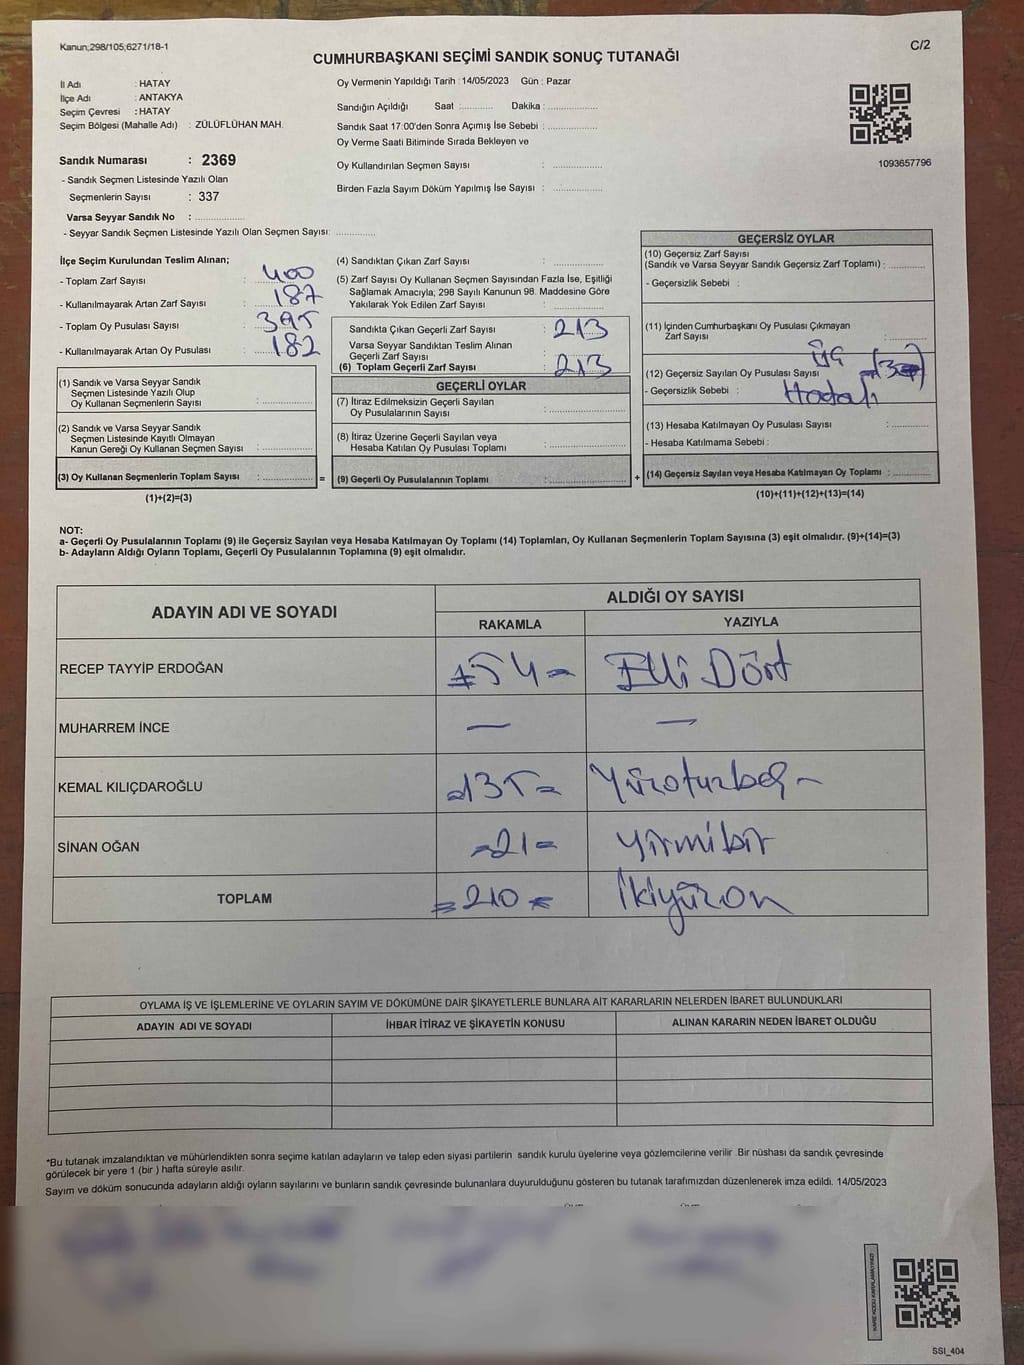 Kanun;298/105;6271/18-1
C/2
CUMHURBAŞKANI SEÇİMİ SANDIK SONUÇ TUTANAĞI
İl Adı : HATAY
İlçe Adı : ANTAKYA
Seçim Çevresi : HATAY
Seçim Bölgesi (Mahalle Adı) : ZÜLÜFLÜHAN MAH.
Sandık Numarası : 2369
- Sandık Seçmen Listesinde Yazılı Olan
Seçmenlerin Sayısı : 337
Varsa Seyyar Sandık No : ..............
- Seyyar Sandık Seçmen Listesinde Yazılı Olan Seçmen Sayısı: ............
Oy Vermenin Yapıldığı Tarih : 14/05/2023 Gün : Pazar
Sandığın Açıldığı Saat : ........... Dakika : ..............
Sandık Saat 17:00'den Sonra Açımış İse Sebebi : ..............
Oy Verme Saati Bitiminde Sırada Bekleyen ve
Oy Kullandırılan Seçmen Sayısı : ..............
Birden Fazla Sayım Döküm Yapılmış İse Sayısı : ..............
1093657796
İlçe Seçim Kurulundan Teslim Alınan;
- Toplam Zarf Sayısı : 400
- Kullanılmayarak Artan Zarf Sayısı : 187
- Toplam Oy Pusulası Sayısı : 395
- Kullanılmayarak Artan Oy Pusulası : 182
(1) Sandık ve Varsa Seyyar Sandık
Seçmen Listesinde Yazılı Olup
Oy Kullanan Seçmenlerin Sayısı : ..............
(2) Sandık ve Varsa Seyyar Sandık
Seçmen Listesinde Kayıtlı Olmayan
Kanun Gereği Oy Kullanan Seçmen Sayısı : ..............
(3) Oy Kullanan Seçmenlerin Toplam Sayısı : .............. =
(1)+(2)=(3)
(4) Sandıktan Çıkan Zarf Sayısı : ..............
(5) Zarf Sayısı Oy Kullanan Seçmen Sayısından Fazla İse, Eşitliği
Sağlamak Amacıyla; 298 Sayılı Kanunun 98. Maddesine Göre
Yakılarak Yok Edilen Zarf Sayısı : ..............
Sandıkta Çıkan Geçerli Zarf Sayısı : 213
Varsa Seyyar Sandıktan Teslim Alınan
Geçerli Zarf Sayısı :
(6) Toplam Geçerli Zarf Sayısı : 213
GEÇERLİ OYLAR
(7) İtiraz Edilmeksizin Geçerli Sayılan
Oy Pusulalarının Sayısı : ..............
(8) İtiraz Üzerine Geçerli Sayılan veya
Hesaba Katılan Oy Pusulası Toplamı : ..............
(9) Geçerli Oy Pusulalarının Toplamı : .............. +
GEÇERSİZ OYLAR
(10) Geçersiz Zarf Sayısı
(Sandık ve Varsa Seyyar Sandık Geçersiz Zarf Toplamı) : ............
- Geçersizlik Sebebi :
(11) İçinden Cumhurbaşkanı Oy Pusulası Çıkmayan
Zarf Sayısı : ..............
(12) Geçersiz Sayılan Oy Pusulası Sayısı : üç (3)
- Geçersizlik Sebebi : Hatalı
(13) Hesaba Katılmayan Oy Pusulası Sayısı : ..............
- Hesaba Katılmama Sebebi :
(14) Geçersiz Sayılan veya Hesaba Katılmayan Oy Toplamı : ............
(10)+(11)+(12)+(13)=(14)
NOT:
a- Geçerli Oy Pusulalarının Toplamı (9) ile Geçersiz Sayılan veya Hesaba Katılmayan Oy Toplamı (14) Toplamları, Oy Kullanan Seçmenlerin Toplam Sayısına (3) eşit olmalıdır. (9)+(14)=(3)
b- Adayların Aldığı Oyların Toplamı, Geçerli Oy Pusulalarının Toplamına (9) eşit olmalıdır.
ADAYIN ADI VE SOYADI
ALDIĞI OY SAYISI
RAKAMLA YAZIYLA
RECEP TAYYİP ERDOĞAN =54= Elli Dört
MUHARREM İNCE — —
KEMAL KILIÇDAROĞLU =135= Yüzoturbeş -
SİNAN OĞAN =21= Yirmibir
TOPLAM =210= İkiyüzon
OYLAMA İŞ VE İŞLEMLERİNE VE OYLARIN SAYIM VE DÖKÜMÜNE DAİR ŞİKAYETLERLE BUNLARA AİT KARARLARIN NELERDEN İBARET BULUNDUKLARI
ADAYIN ADI VE SOYADI İHBAR İTİRAZ VE ŞİKAYETİN KONUSU ALINAN KARARIN NEDEN İBARET OLDUĞU
*Bu tutanak imzalandıktan ve mühürlendikten sonra seçime katılan adayların ve talep eden siyasi partilerin sandık kurulu üyelerine veya gözlemcilerine verilir .Bir nüshası da sandık çevresinde
görülecek bir yere 1 (bir ) hafta süreyle asılır.
Sayım ve döküm sonucunda adayların aldığı oyların sayılarını ve bunların sandık çevresinde bulunanlara duyurulduğunu gösteren bu tutanak tarafımızdan düzenlenerek imza edildi. 14/05/2023
SSI_404